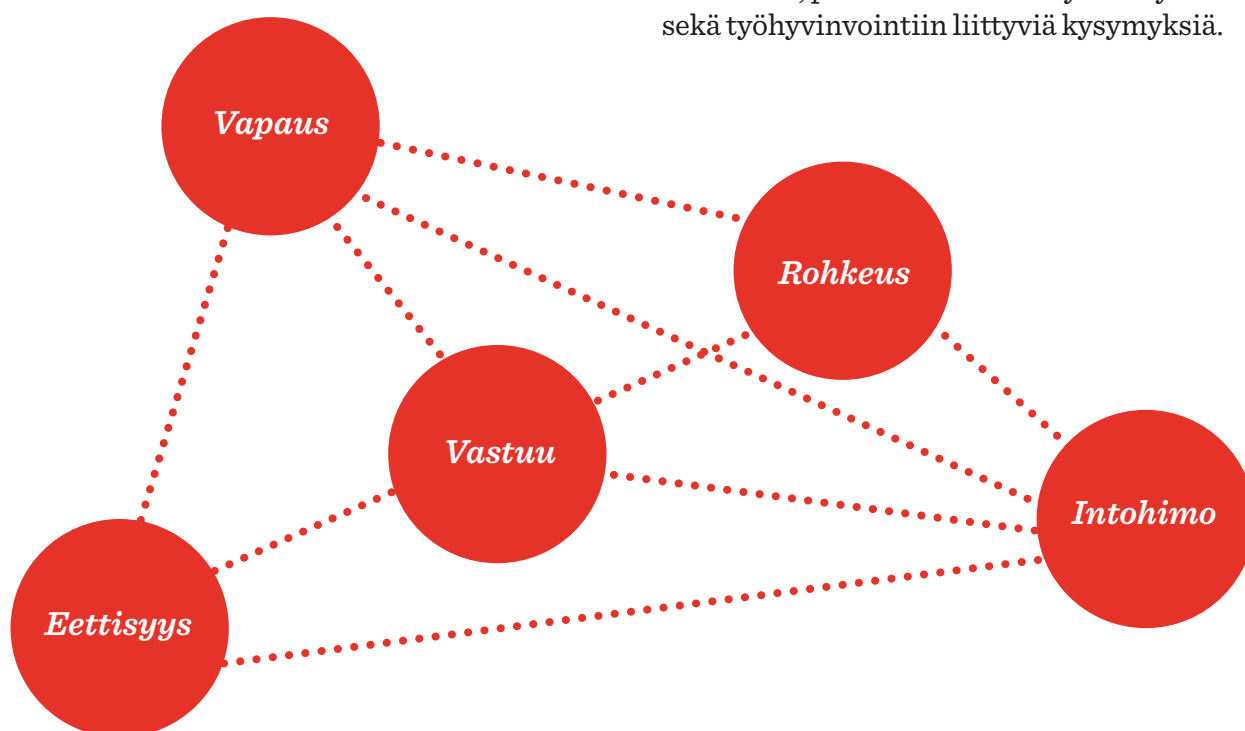 sekä työhyvinvointiin liittyviä kysymyksiä.
Vapaus
Rohkeus
Vastuu
Intohimo
Eettisyys